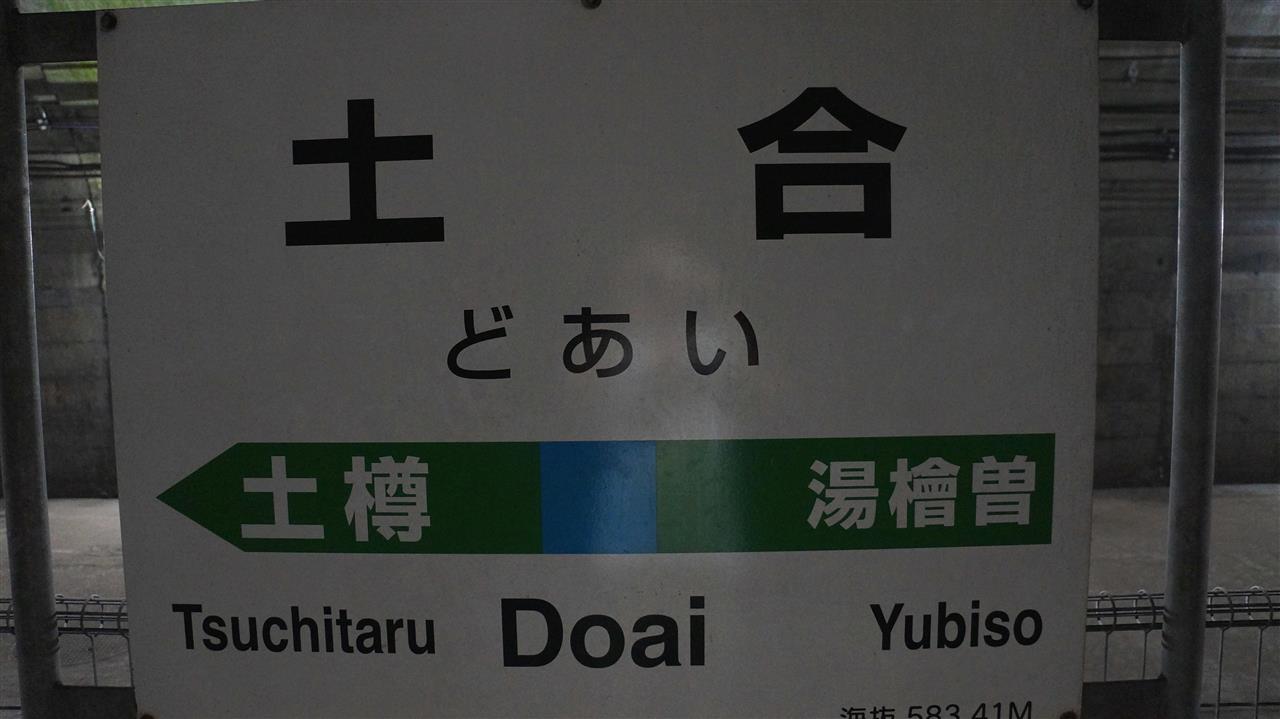 土合
どあい
土樽 湯檜曽
Tsuchitaru Doai Yubiso
海抜 583.41M